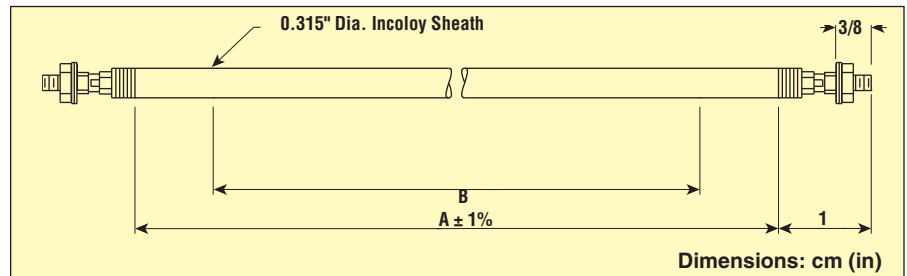 0.315" Dia. Incoloy Sheath
3/8
B
A ± 1%
1
Dimensions: cm (in)